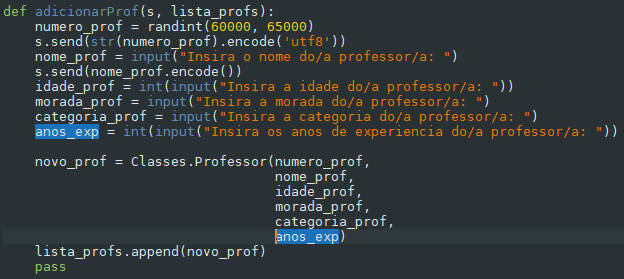 def adicionarProf(s, lista_profs):
    numero_prof = randint(60000, 65000)
    s.send(str(numero_prof).encode('utf8'))
    nome_prof = input("Insira o nome do/a professor/a: ")
    s.send(nome_prof.encode())
    idade_prof = int(input("Insira a idade do/a professor/a: "))
    morada_prof = input("Insira a morada do/a professor/a: ")
    categoria_prof = input("Insira a categoria do/a professor/a: ")
    anos_exp = int(input("Insira os anos de experiencia do/a professor/a: "))

    novo_prof = Classes.Professor(numero_prof,
                                  nome_prof,
                                  idade_prof,
                                  morada_prof,
                                  categoria_prof,
                                  anos_exp)
    lista_profs.append(novo_prof)
    pass